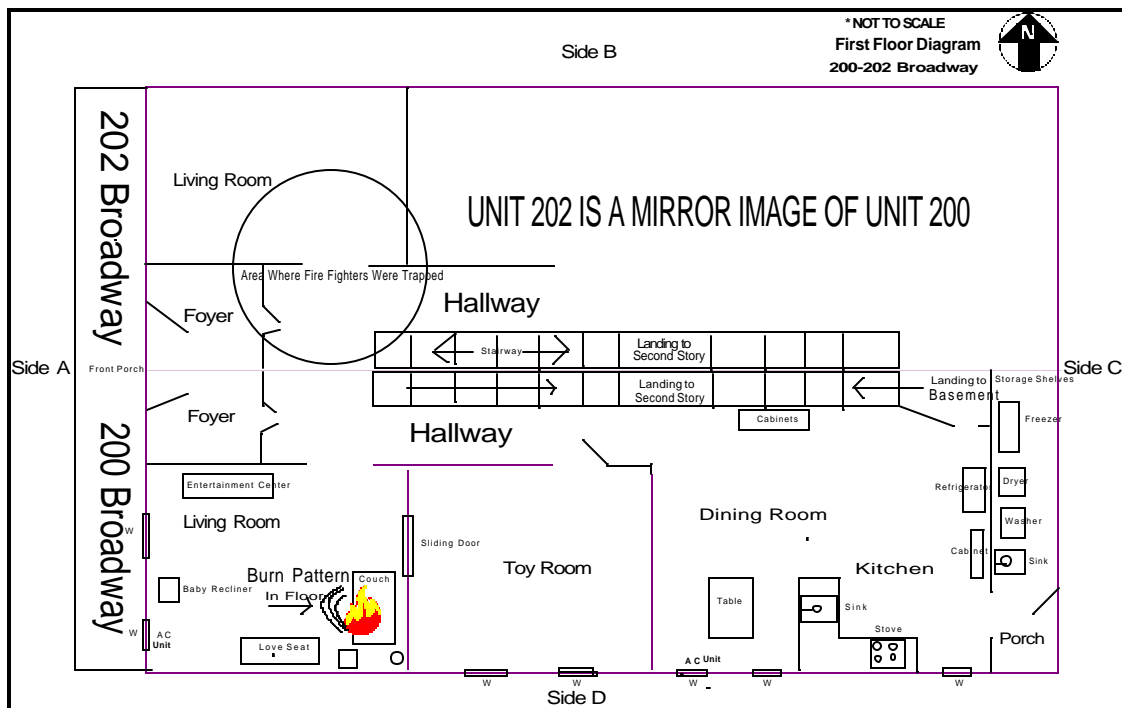 * NOT TO SCALE
First Floor Diagram
200-202 Broadway
N
Side B
202 Broadway
Living Room
UNIT 202 IS A MIRROR IMAGE OF UNIT 200
Area Where Fire Fighters Were Trapped
Hallway
Foyer
Stairway
Landing to
Second Story
Side A
Front Porch
Side C
Landing to
Second Story
Landing to
Basement
Storage Shelves
Foyer
Hallway
Cabinets
Freezer
200 Broadway
Entertainment Center
Refrigerator
Dryer
Living Room
W
Sliding Door
Dining Room
Washer
Toy Room
Cabinet
Sink
Kitchen
Baby Recliner
Burn Pattern
In Floor
Couch
Table
Sink
W
AC
Unit
Love Seat
Stove
Porch
AC Unit
W
W
W
W
W
Side D